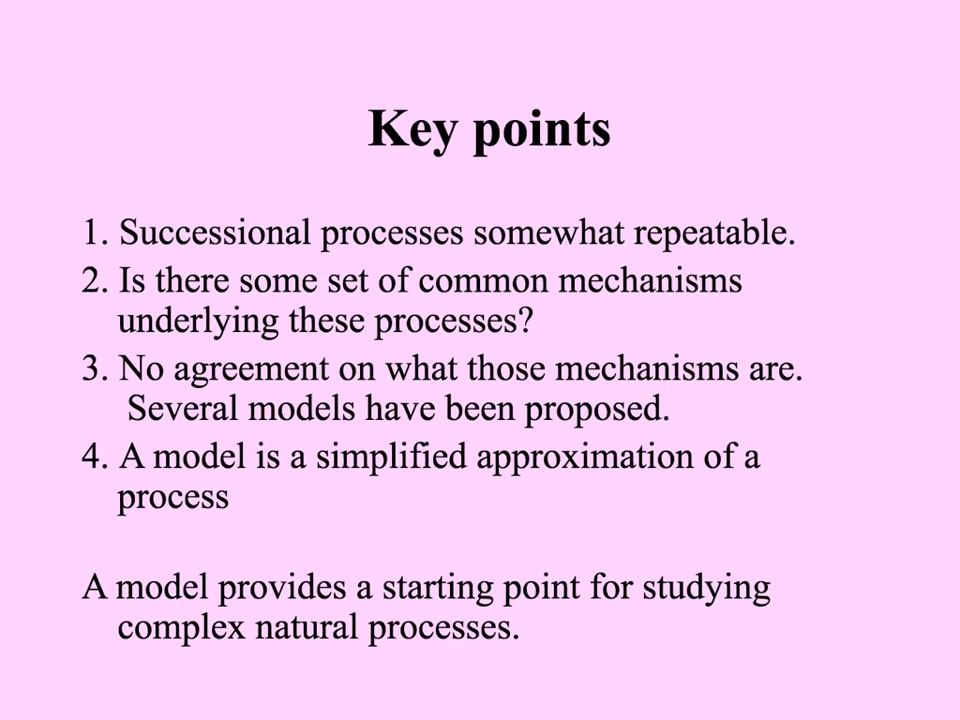 Key points
1. Successional processes somewhat repeatable.
2. Is there some set of common mechanisms
underlying these processes?
3. No agreement on what those mechanisms are.
Several models have been proposed.
4. A model is a simplified approximation of a
process
A model provides a starting point for studying
complex natural processes.